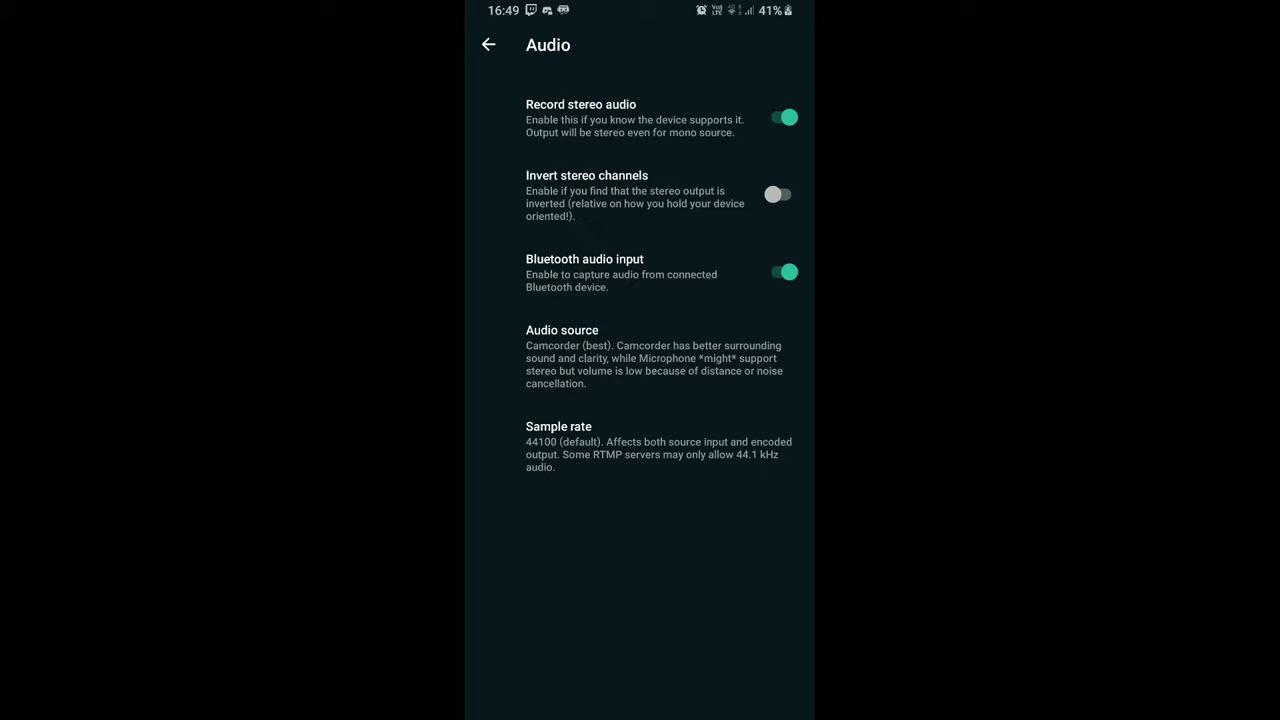 16:49 41%
Audio
Record stereo audio
Enable this if you know the device supports it.
Output will be stereo even for mono source.
Invert stereo channels
Enable if you find that the stereo output is
inverted (relative on how you hold your device
oriented!).
Bluetooth audio input
Enable to capture audio from connected
Bluetooth device.
Audio source
Camcorder (best). Camcorder has better surrounding
sound and clarity, while Microphone *might* support
stereo but volume is low because of distance or noise
cancellation.
Sample rate
44100 (default). Affects both source input and encoded
output. Some RTMP servers may only allow 44.1 kHz
audio.